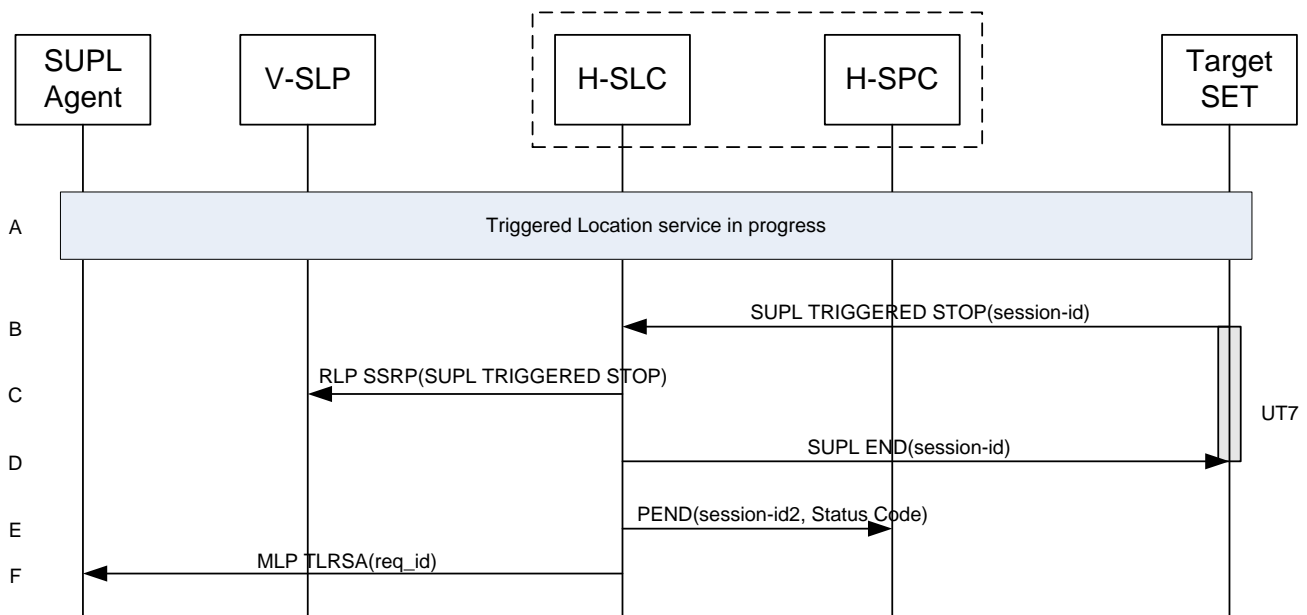 SUPL
Agent
V-SLP
H-SLC
H-SPC
Target
SET
A
Triggered Location service in progress
B
SUPL TRIGGERED STOP(session-id)
C
RLP SSRP(SUPL TRIGGERED STOP)
UT7
D
SUPL END(session-id)
E
PEND(session-id2, Status Code)
F
MLP TLRSA(req_id)